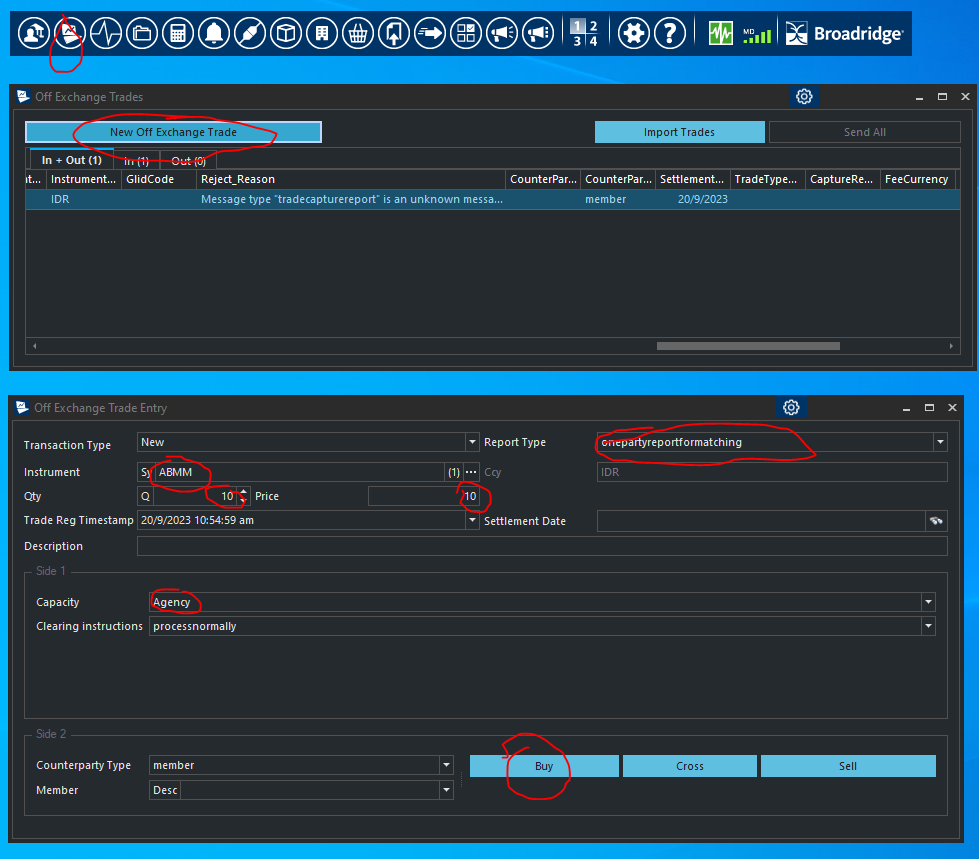 1 2
3 4
?
MD
Broadridge
Off Exchange Trades
New Off Exchange Trade
Import Trades
Send All
In + Out (1)
In (1)
Out (0)
nt... Instrument... GlidCode Reject_Reason CounterPar... CounterPar... Settlement... TradeType... CaptureRe... FeeCurrency
IDR Message type "tradecapturereport" is an unknown messa... member 20/9/2023
Off Exchange Trade Entry
Transaction Type New Report Type onepartyreportformatching
Instrument Sy ABMM (1) ... Ccy IDR
Qty Q 10 Price 10
Trade Reg Timestamp 20/9/2023 10:54:59 am Settlement Date
Description
Side 1
Capacity Agency
Clearing instructions processnormally
Side 2
Counterparty Type member Buy Cross Sell
Member Desc